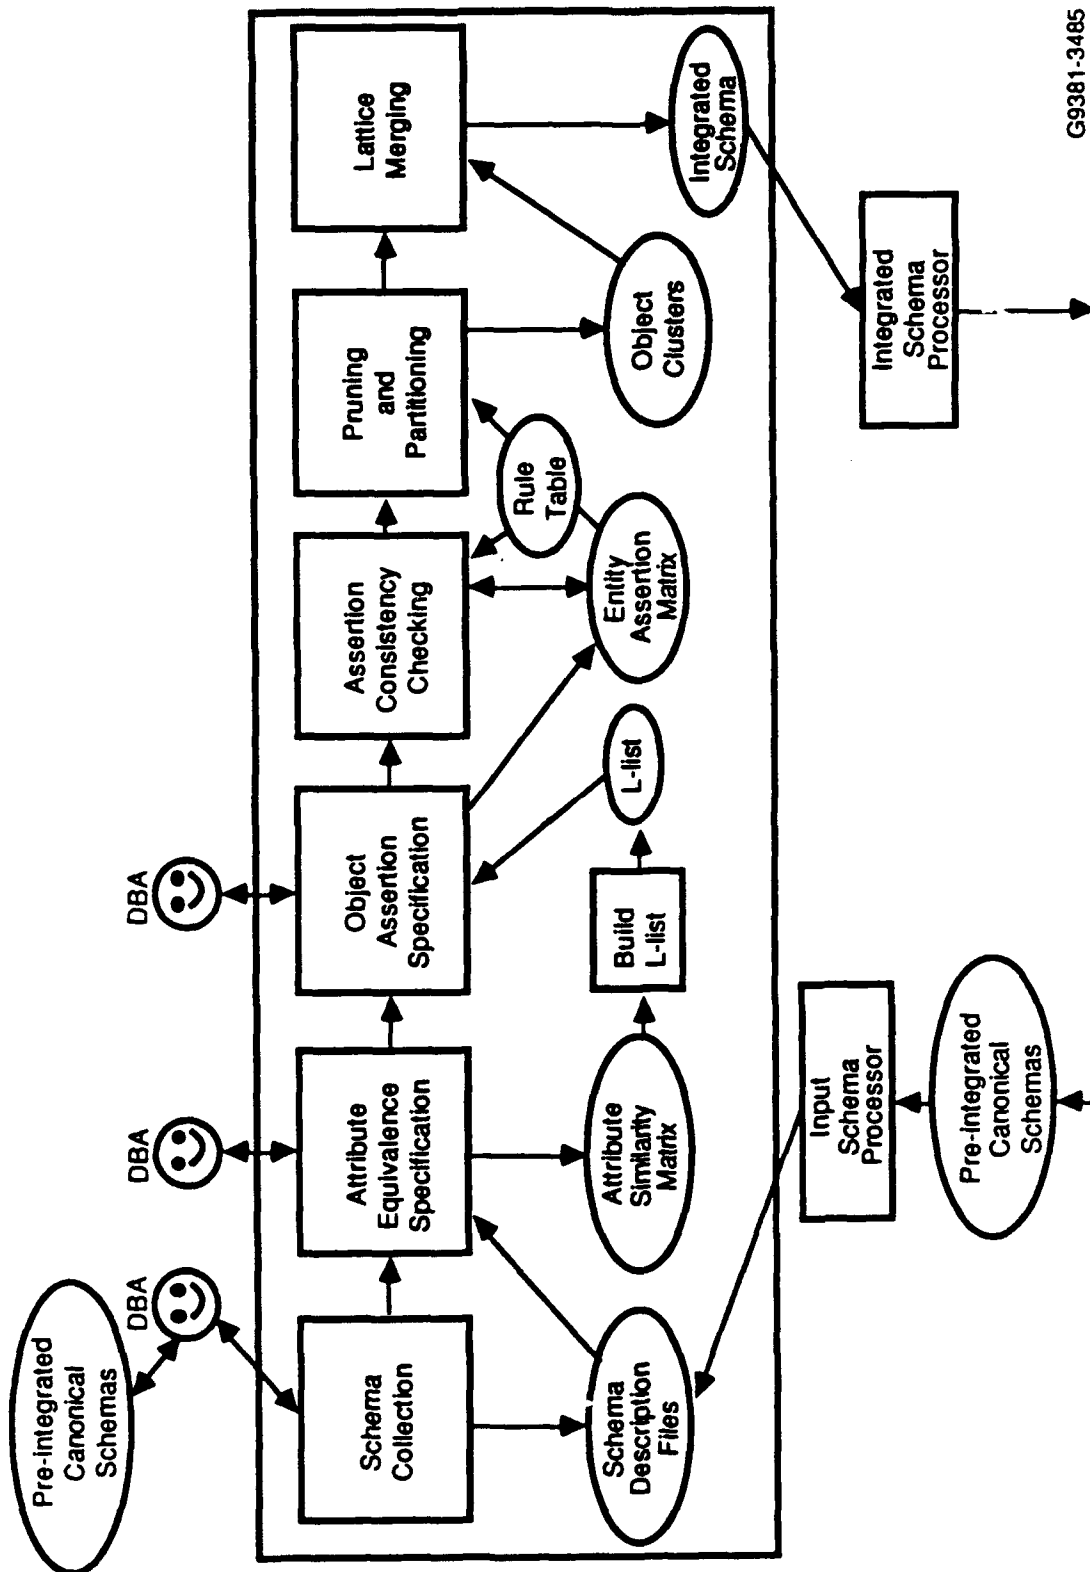 Pre-integrated
Canonical
Schemas
DBA
DBA
DBA
Schema
Collection
Attribute
Equivalence
Specification
Object
Assertion
Specification
Assertion
Consistency
Checking
Pruning
and
Partitioning
Lattice
Merging
Rule
Table
Schema
Description
Files
Attribute
Similarity
Matrix
Build
L-list
L-list
Entity
Assertion
Matrix
Object
Clusters
Integrated
Schema
Input
Schema
Processor
Integrated
Schema
Processor
Pre-integrated
Canonical
Schemas
G9381-3485